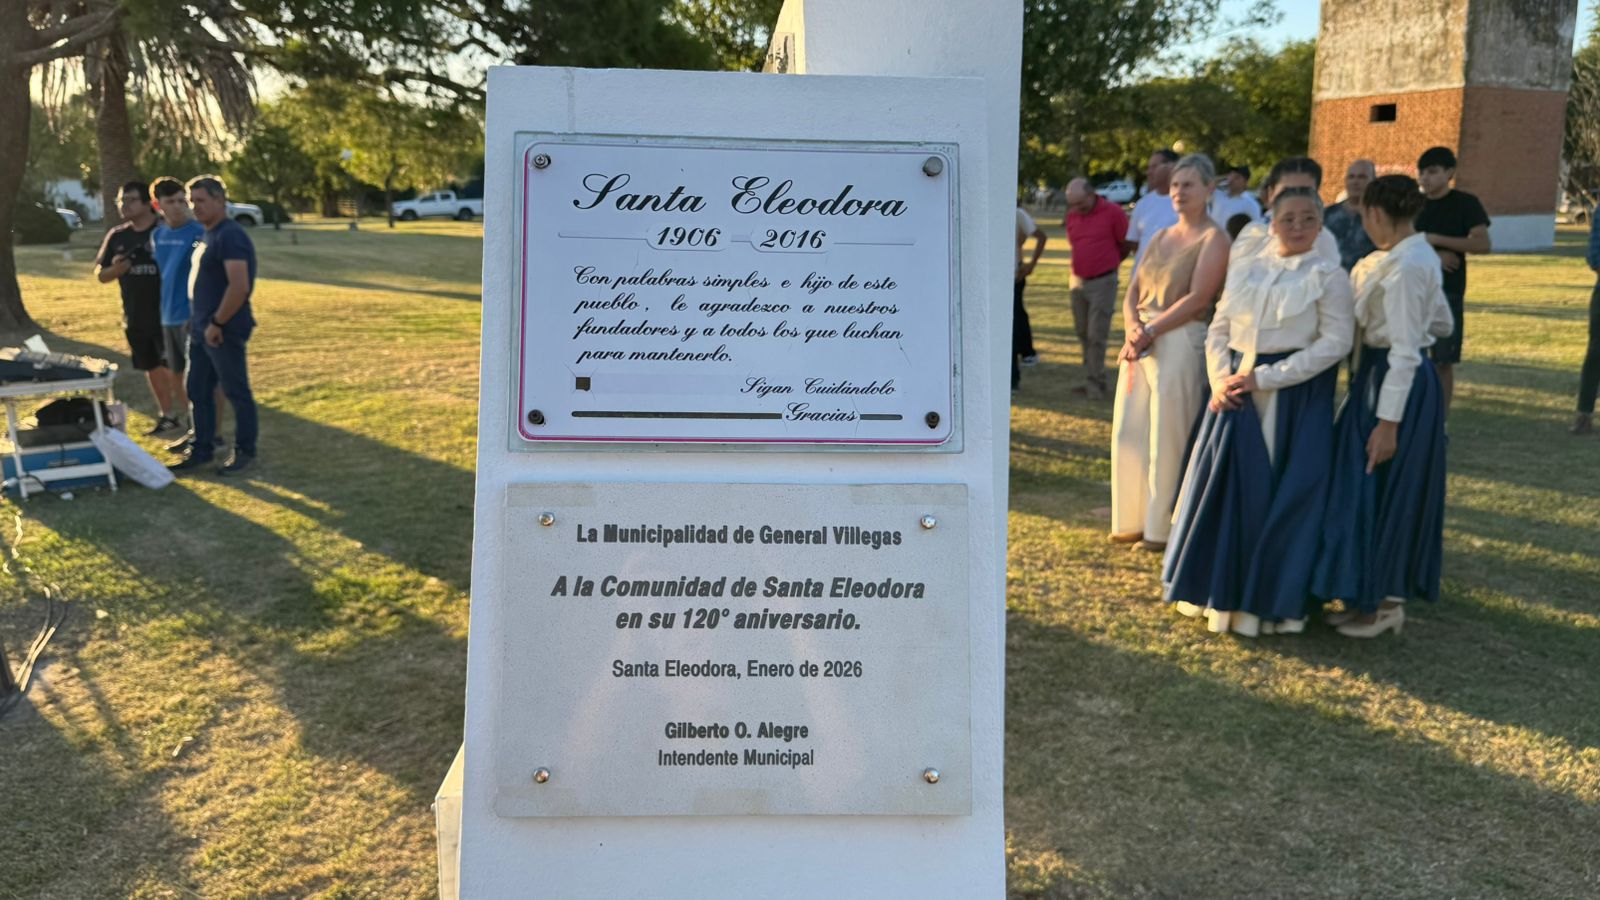 Santa Eleodora
1906 2016
Con palabras simples e hijo de este
pueblo, le agradezco a nuestros
fundadores y a todos los que luchan
para mantenerlo.
Sigan Cuidándolo
Gracias
La Municipalidad de General Villegas
A la Comunidad de Santa Eleodora
en su 120° aniversario.
Santa Eleodora, Enero de 2026
Gilberto O. Alegre
Intendente Municipal